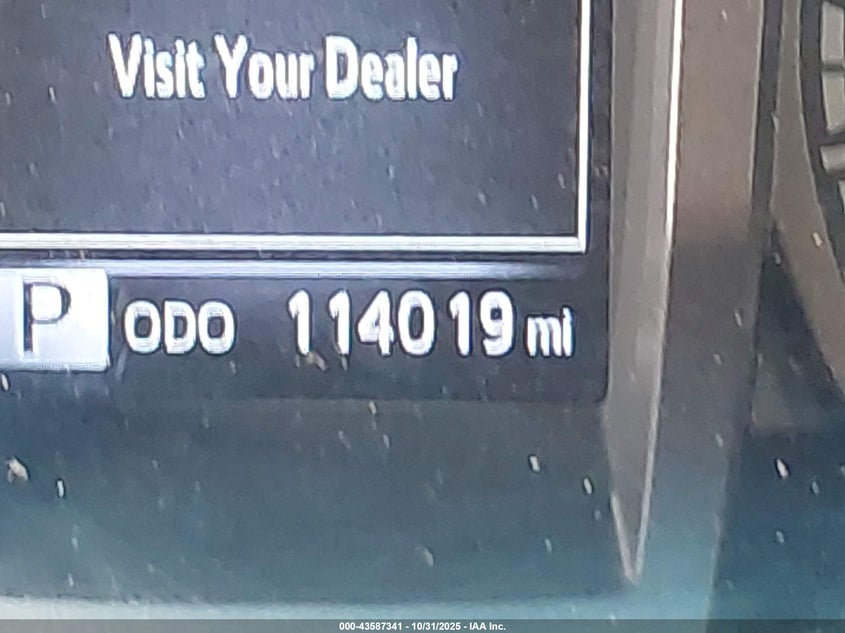 Visit Your Dealer
P ODO 114019 mi
000-43587341 - 10/31/2025 - IAA Inc.